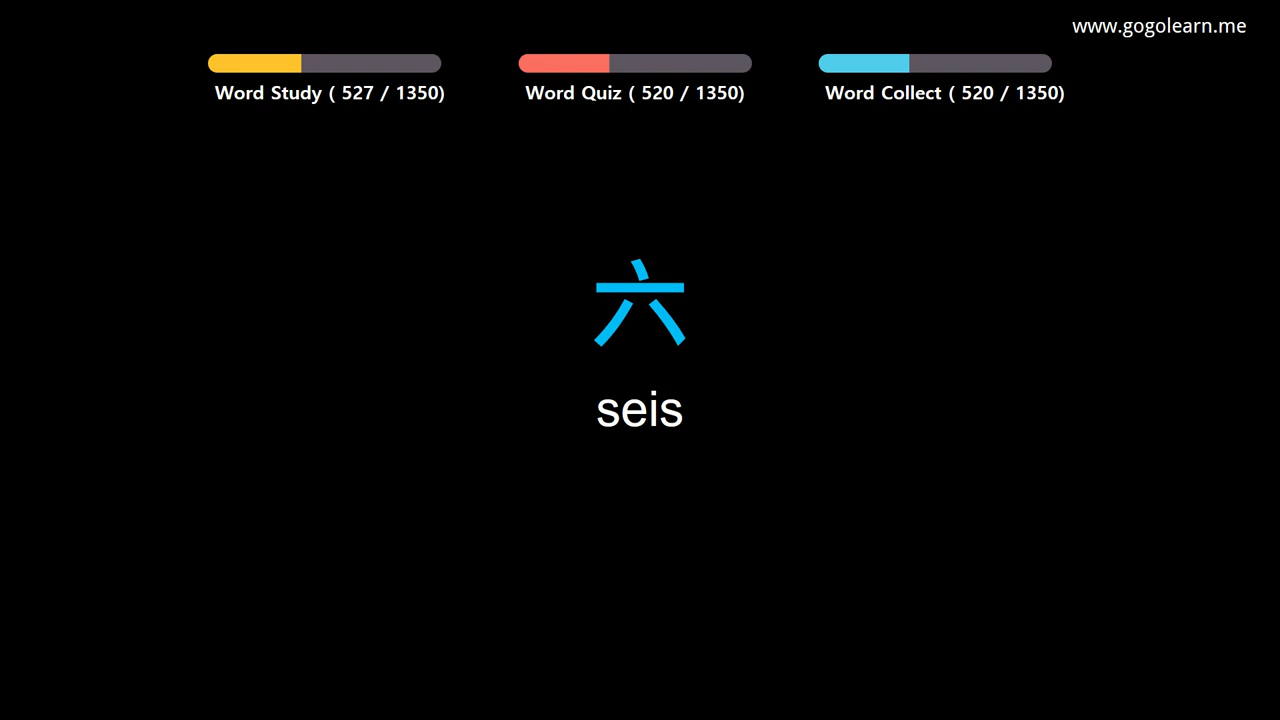 www.gogolearn.me
Word Study ( 527 / 1350)
Word Quiz ( 520 / 1350)
Word Collect ( 520 / 1350)
六
seis